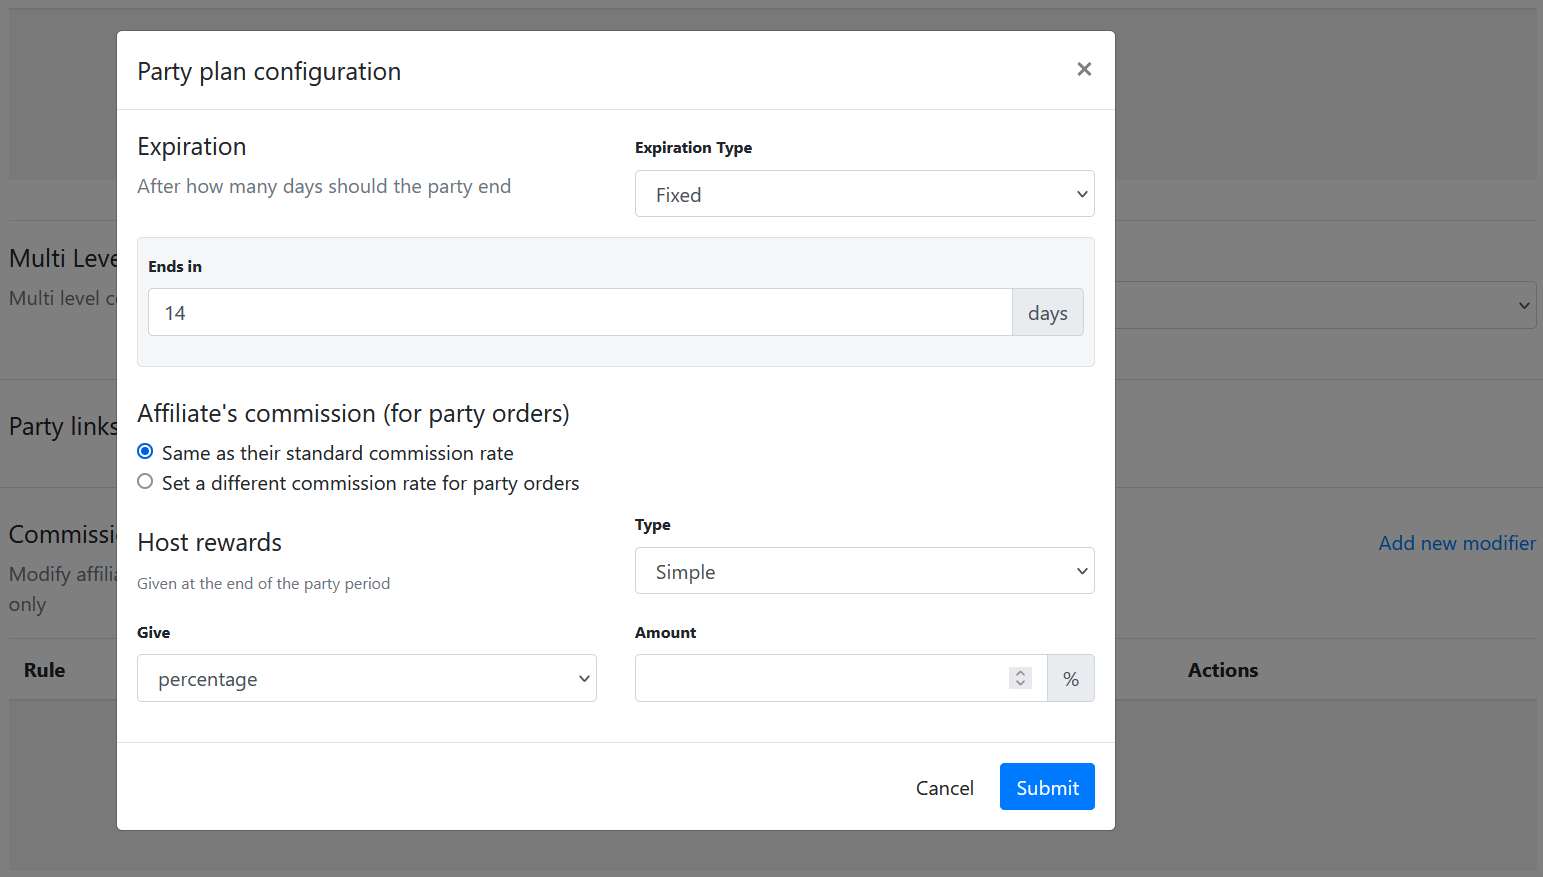 Party plan configuration
×
Expiration
After how many days should the party end
Expiration Type
Fixed
Ends in
14
days
Affiliate's commission (for party orders)
Same as their standard commission rate
Set a different commission rate for party orders
Host rewards
Given at the end of the party period
Type
Simple
Give
percentage
Amount
%
Cancel
Submit
Multi Leve
Multi level
Party links
Commissi
Modify affilia
only
Add new modifier
Rule
Actions